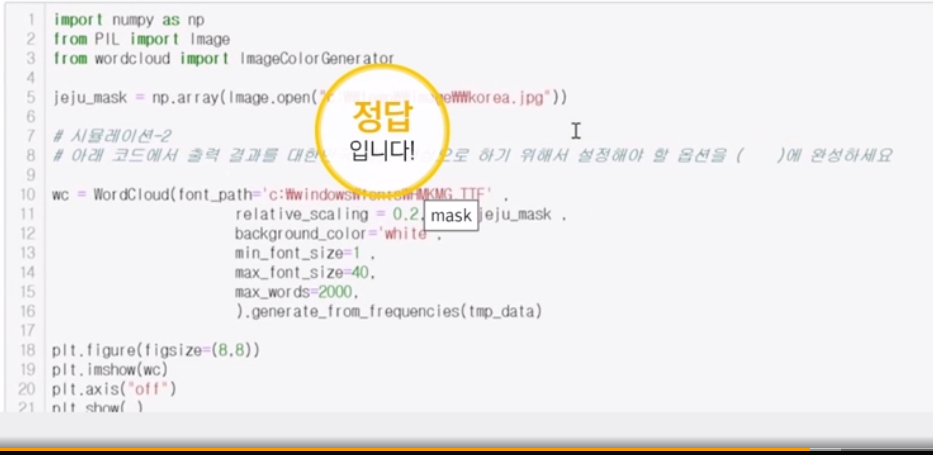 1 import numpy as np
2 from PIL import Image
3 from wordcloud import ImageColorGenerator
4
5 jeju_mask = np.array(Image.open(" ge₩₩korea.jpg"))
6
7 # 시뮬레이션-2
8 # 아래 코드에서 출력 결과를 대한 으로 하기 위해서 설정해야 할 옵션을 ( )에 완성하세요
9
10 wc = WordCloud(font_path='c:₩₩windows₩₩fonts₩₩HMKMG.TTF' ,
11 relative_scaling = 0.2, mask jeju_mask ,
12 background_color='white' ,
13 min_font_size=1 ,
14 max_font_size=40,
15 max_words=2000,
16 ).generate_from_frequencies(tmp_data)
17
18 plt.figure(figsize=(8,8))
19 plt.imshow(wc)
20 plt.axis("off")
21 plt.show( )
정답
입니다!